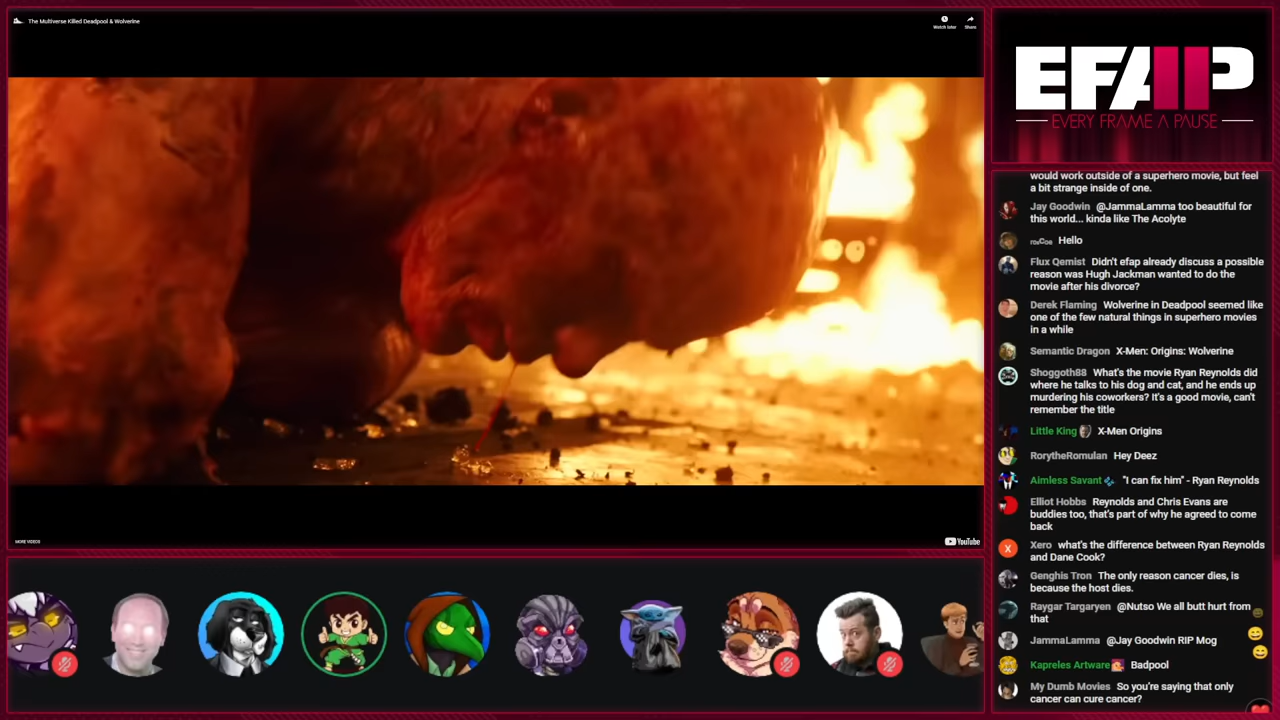 The Multiverse Killed Deadpool & Wolverine
Watch later
Share
MORE VIDEOS
YouTube
EFAP
EVERY FRAME A PAUSE
would work outside of a superhero movie, but feel
a bit strange inside of one.
Jay Goodwin @JammaLamma too beautiful for
this world... kinda like The Acolyte
Hello
Flux Qemist Didn't efap already discuss a possible
reason was Hugh Jackman wanted to do the
movie after his divorce?
Derek Flaming Wolverine in Deadpool seemed like
one of the few natural things in superhero movies
in a while
Semantic Dragon X-Men: Origins: Wolverine
Shoggoth88 What's the movie Ryan Reynolds did
where he talks to his dog and cat, and he ends up
murdering his coworkers? It's a good movie, can't
remember the title
Little King X-Men Origins
RorytheRomulan Hey Deez
Aimless Savant "I can fix him" - Ryan Reynolds
Elliot Hobbs Reynolds and Chris Evans are
buddies too, that's part of why he agreed to come
back
X
Xero what's the difference between Ryan Reynolds
and Dane Cook?
Genghis Tron The only reason cancer dies, is
because the host dies.
Raygar Targaryen @Nutso We all butt hurt from
that
JammaLamma @Jay Goodwin RIP Mog
Kapreles Artware Badpool
My Dumb Movies So you're saying that only
cancer can cure cancer?